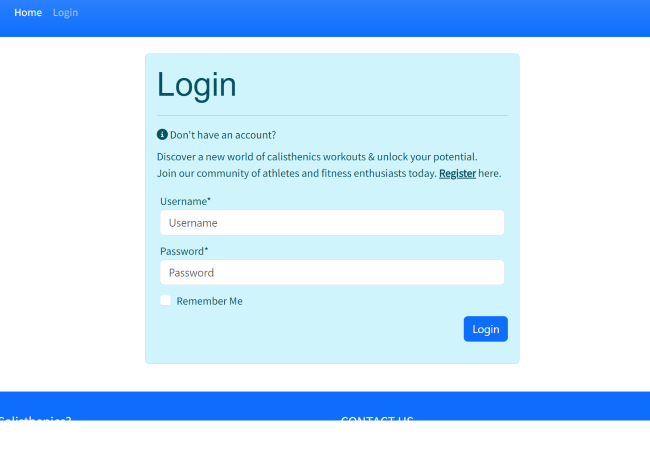 Home Login
Login
Don't have an account?
Discover a new world of calisthenics workouts & unlock your potential.
Join our community of athletes and fitness enthusiasts today. Register here.
Username*
Username
Password*
Password
Remember Me
Login
Calisthenics? CONTACT US